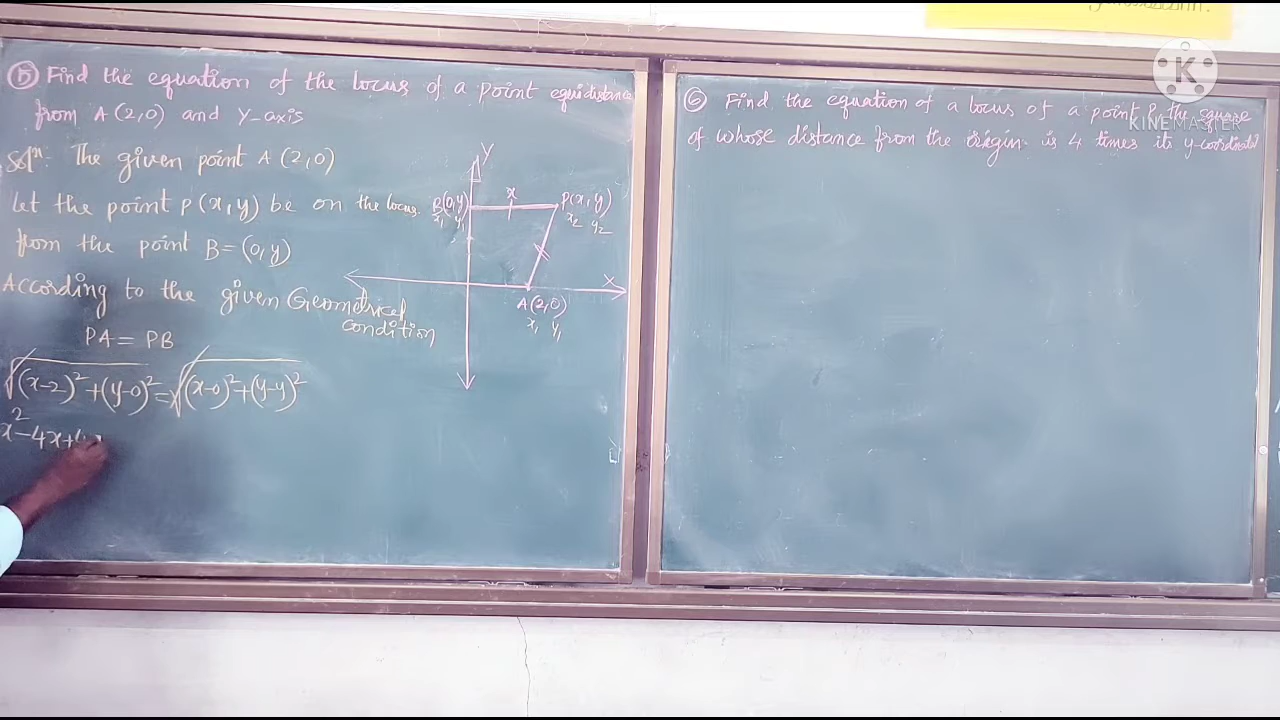 ⑤ Find the equation of the locus of a point equidistance
from A (2,0) and Y-axis
Solⁿ: The given point A (2,0)
Let the point P(x,y) be on the locus.
from the point B=(0,y)
According to the given Geometrical
condition
PA = PB
√(x-2)²+(y-0)² = √(x-0)²+(y-y)²
x²-4x+4
Y
B(0,y)
x₁ y₁
x
P(x,y)
x₂ y₂
X
A(2,0)
x₁ y₁
⑥ Find the equation of a locus of a point P, the square
of whose distance from the origin is 4 times its y-coordinate
K
KINEMASTER